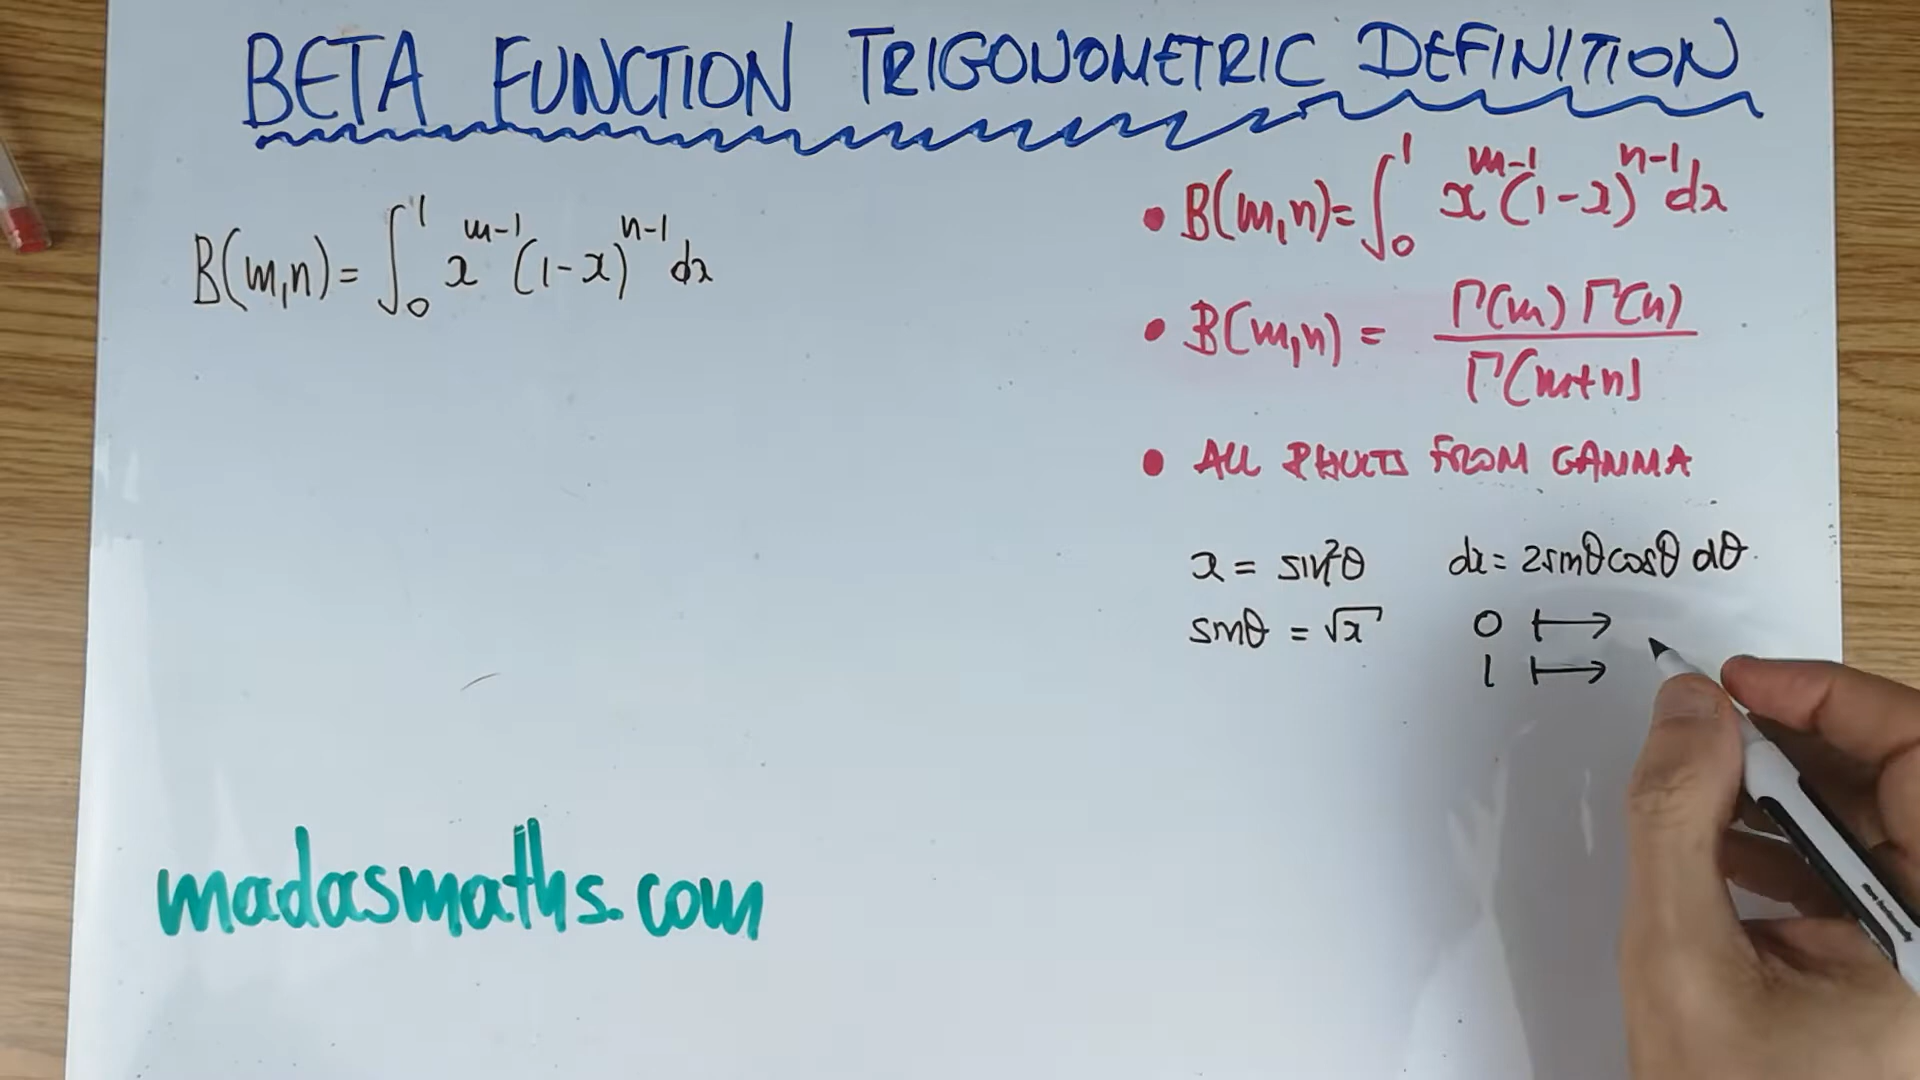 BETA FUNCTION TRIGONOMETRIC DEFINITION
B(m,n) = ∫₀¹ x^(m-1) (1-x)^(n-1) dx
• B(m,n) = ∫₀¹ x^(m-1) (1-x)^(n-1) dx
• B(m,n) = Γ(m) Γ(n) / Γ(m+n)
• ALL RESULTS FROM GAMMA
x = sin²θ dx = 2sinθcosθ dθ
sinθ = √x 0 ↦
1 ↦
madasmaths.com